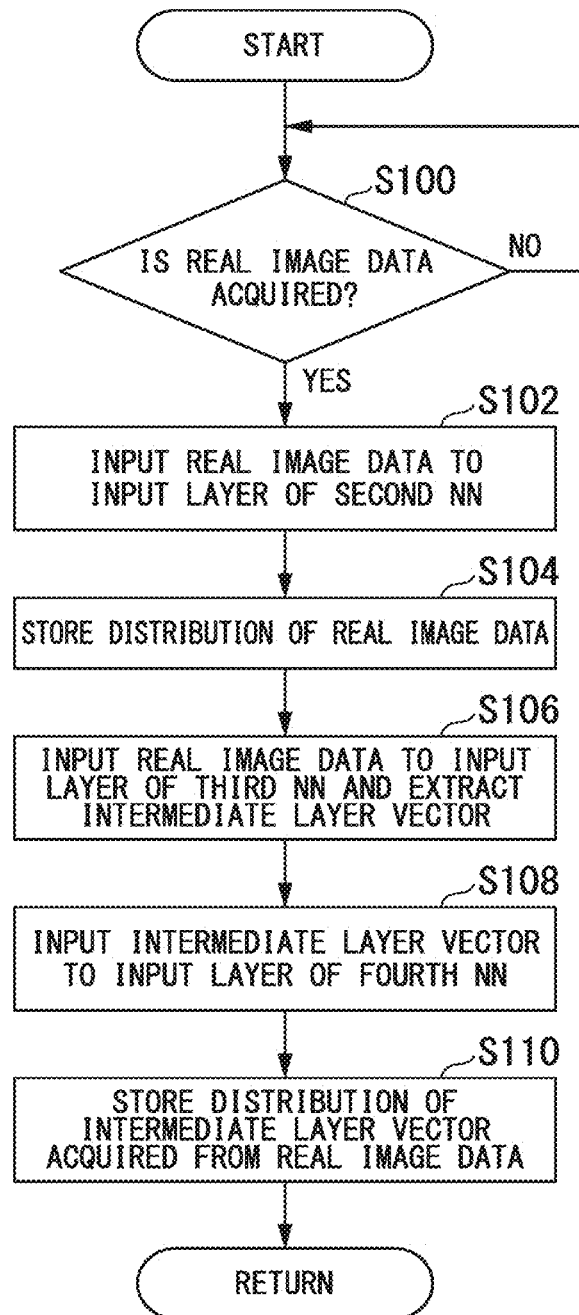 START
S100
IS REAL IMAGE DATA
ACQUIRED?
NO
YES
S102
INPUT REAL IMAGE DATA TO
INPUT LAYER OF SECOND NN
S104
STORE DISTRIBUTION OF REAL IMAGE DATA
S106
INPUT REAL IMAGE DATA TO INPUT
LAYER OF THIRD NN AND EXTRACT
INTERMEDIATE LAYER VECTOR
S108
INPUT INTERMEDIATE LAYER VECTOR
TO INPUT LAYER OF FOURTH NN
S110
STORE DISTRIBUTION OF
INTERMEDIATE LAYER VECTOR
ACQUIRED FROM REAL IMAGE DATA
RETURN